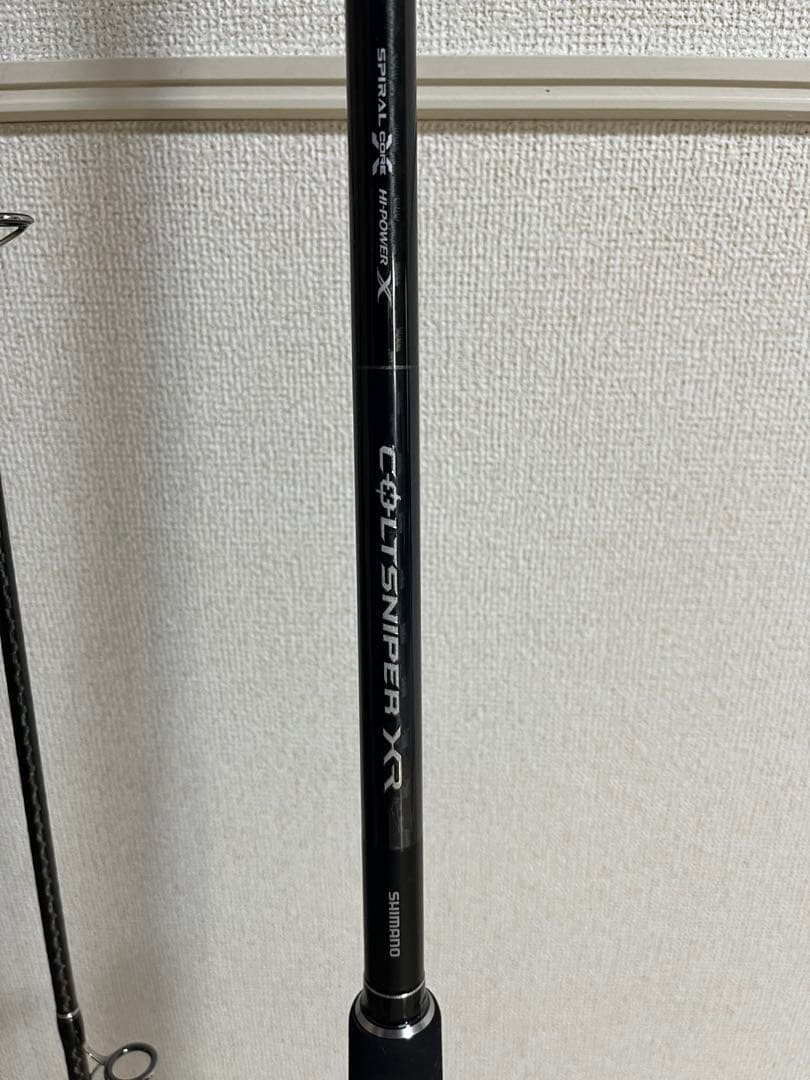 SPIRAL X CORE
HI-POWER X
COLTSNIPER XR
SHIMANO